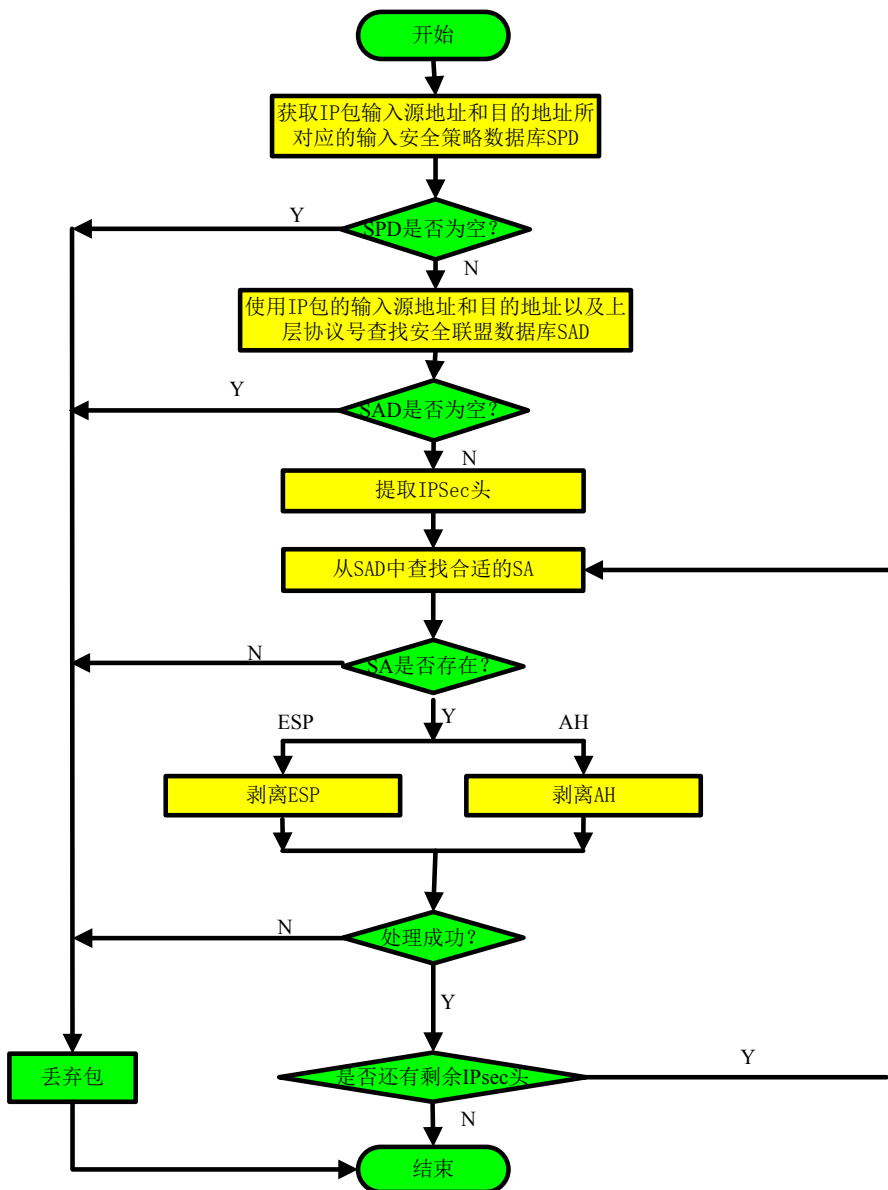 开始
获取IP包输入源地址和目的地址所
对应的输入安全策略数据库SPD
Y
SPD是否为空?
N
使用IP包的输入源地址和目的地址以及上
层协议号查找安全联盟数据库SAD
Y
SAD是否为空?
N
提取IPSec头
从SAD中查找合适的SA
N
SA是否存在?
ESP
Y
AH
剥离ESP
剥离AH
N
处理成功?
Y
丢弃包
是否还有剩余IPsec头
Y
N
结束